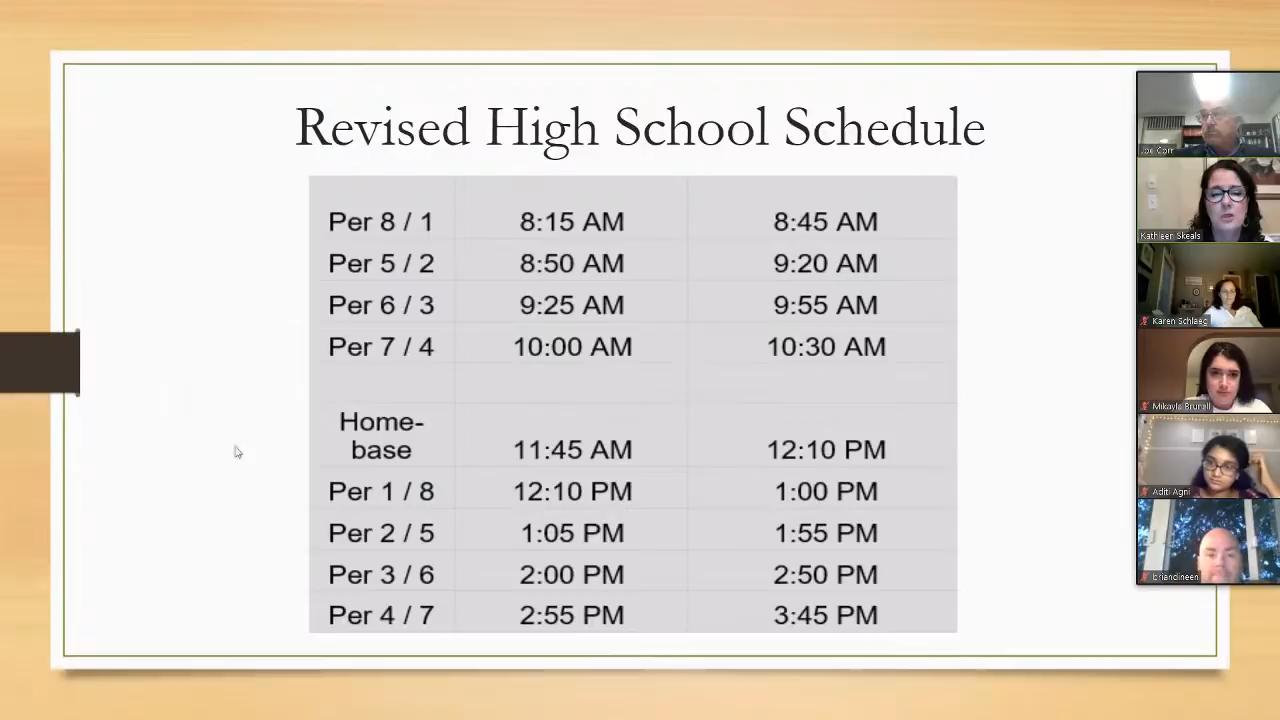 Revised High School Schedule
Per 8 / 1 8:15 AM 8:45 AM
Per 5 / 2 8:50 AM 9:20 AM
Per 6 / 3 9:25 AM 9:55 AM
Per 7 / 4 10:00 AM 10:30 AM
Home-
base 11:45 AM 12:10 PM
Per 1 / 8 12:10 PM 1:00 PM
Per 2 / 5 1:05 PM 1:55 PM
Per 3 / 6 2:00 PM 2:50 PM
Per 4 / 7 2:55 PM 3:45 PM
Joe Corr
Kathleen Skeals
Karen Schlaeg
Mikayla Brunell
Aditi Agni
briandineen